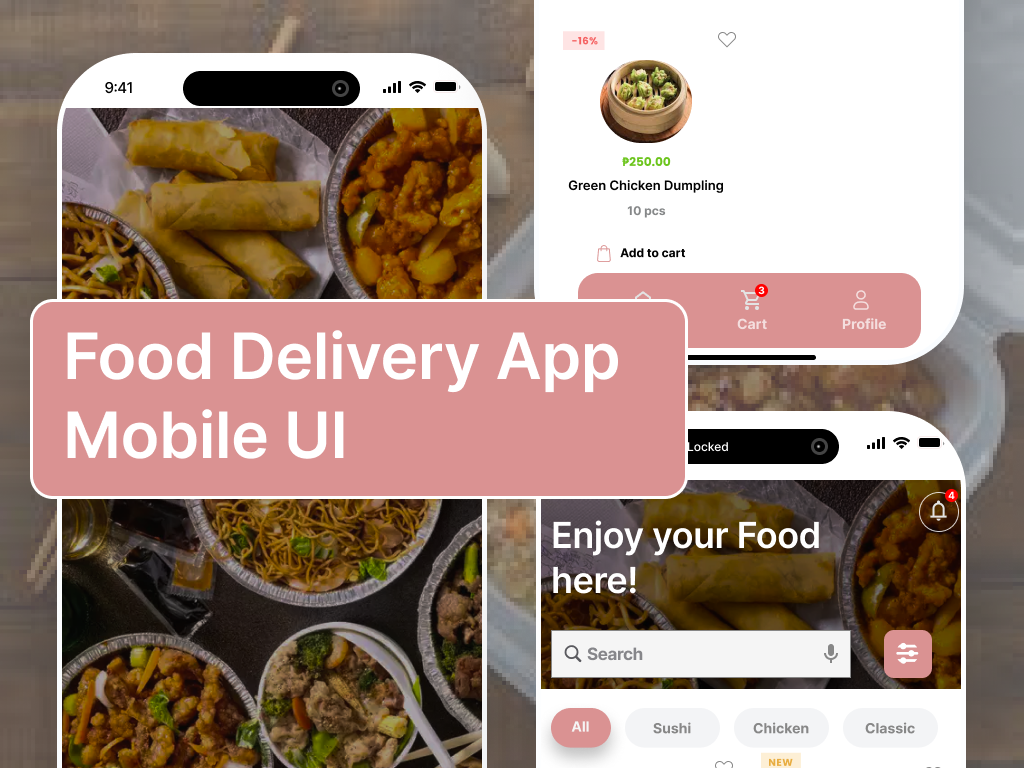 9:41
-16%
₱250.00
Green Chicken Dumpling
10 pcs
Add to cart
3
Cart
Profile
Food Delivery App
Mobile UI
Locked
4
Enjoy your Food
here!
Search
All
Sushi
Chicken
Classic
NEW